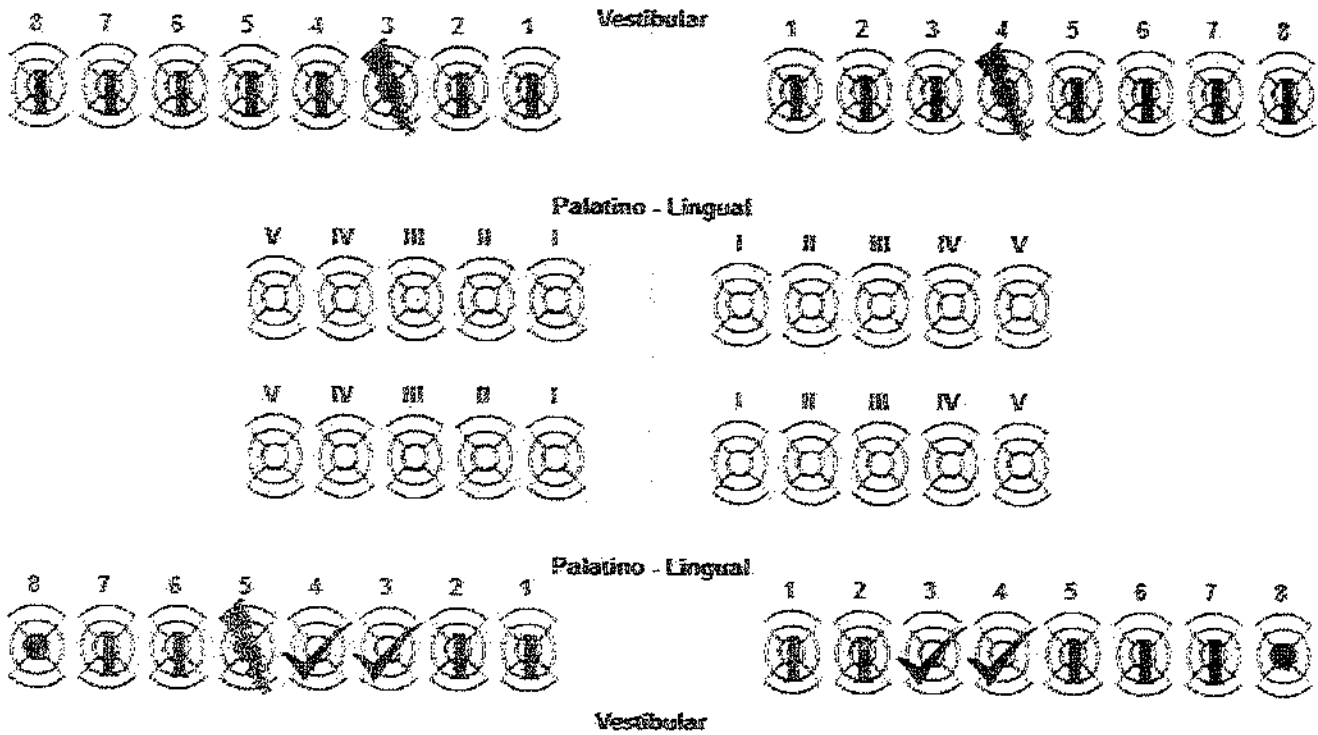 Vestibular
8 7 6 5 4 3 2 1 1 2 3 4 5 6 7 8
I I I I I I I I I I I I I I
Palatino - Lingual
V IV III II I I II III IV V
V IV III II I I II III IV V
Palatino - Lingual
8 7 6 5 4 3 2 1 1 2 3 4 5 6 7 8
I I I I I I I I I
Vestibular